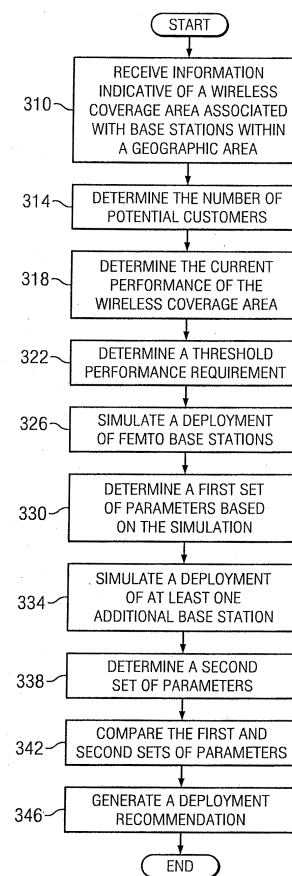 START
310
RECEIVE INFORMATION
INDICATIVE OF A WIRELESS
COVERAGE AREA ASSOCIATED
WITH BASE STATIONS WITHIN
A GEOGRAPHIC AREA
314
DETERMINE THE NUMBER OF
POTENTIAL CUSTOMERS
318
DETERMINE THE CURRENT
PERFORMANCE OF THE
WIRELESS COVERAGE AREA
322
DETERMINE A THRESHOLD
PERFORMANCE REQUIREMENT
326
SIMULATE A DEPLOYMENT
OF FEMTO BASE STATIONS
330
DETERMINE A FIRST SET
OF PARAMETERS BASED
ON THE SIMULATION
334
SIMULATE A DEPLOYMENT
OF AT LEAST ONE
ADDITIONAL BASE STATION
338
DETERMINE A SECOND
SET OF PARAMETERS
342
COMPARE THE FIRST AND
SECOND SETS OF PARAMETERS
346
GENERATE A DEPLOYMENT
RECOMMENDATION
END